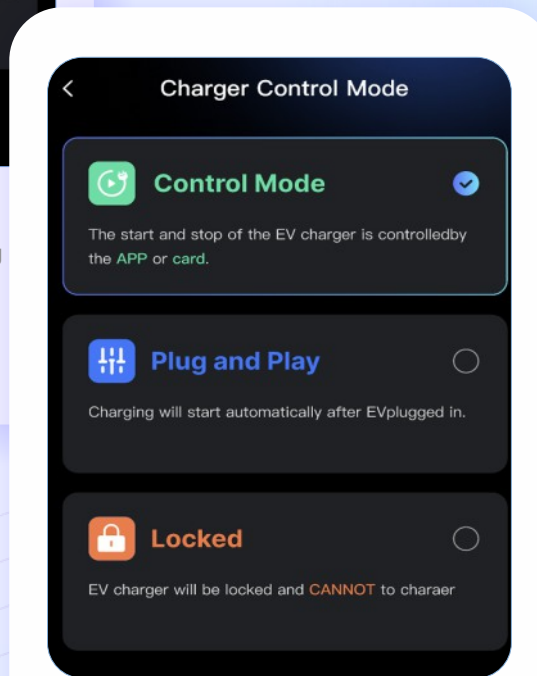 Charger Control Mode
Control Mode
The start and stop of the EV charger is controlledby
the APP or card.
Plug and Play
Charging will start automatically after EVplugged in.
Locked
EV charger will be locked and CANNOT to charaer